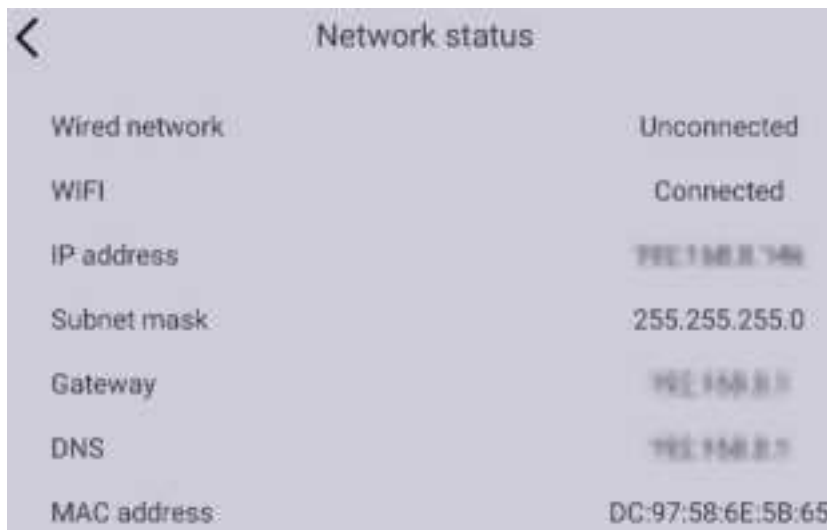 Network status
Wired network Unconnected
WIFI Connected
IP address
Subnet mask 255.255.255.0
Gateway
DNS
MAC address DC:97:58:6E:5B:65